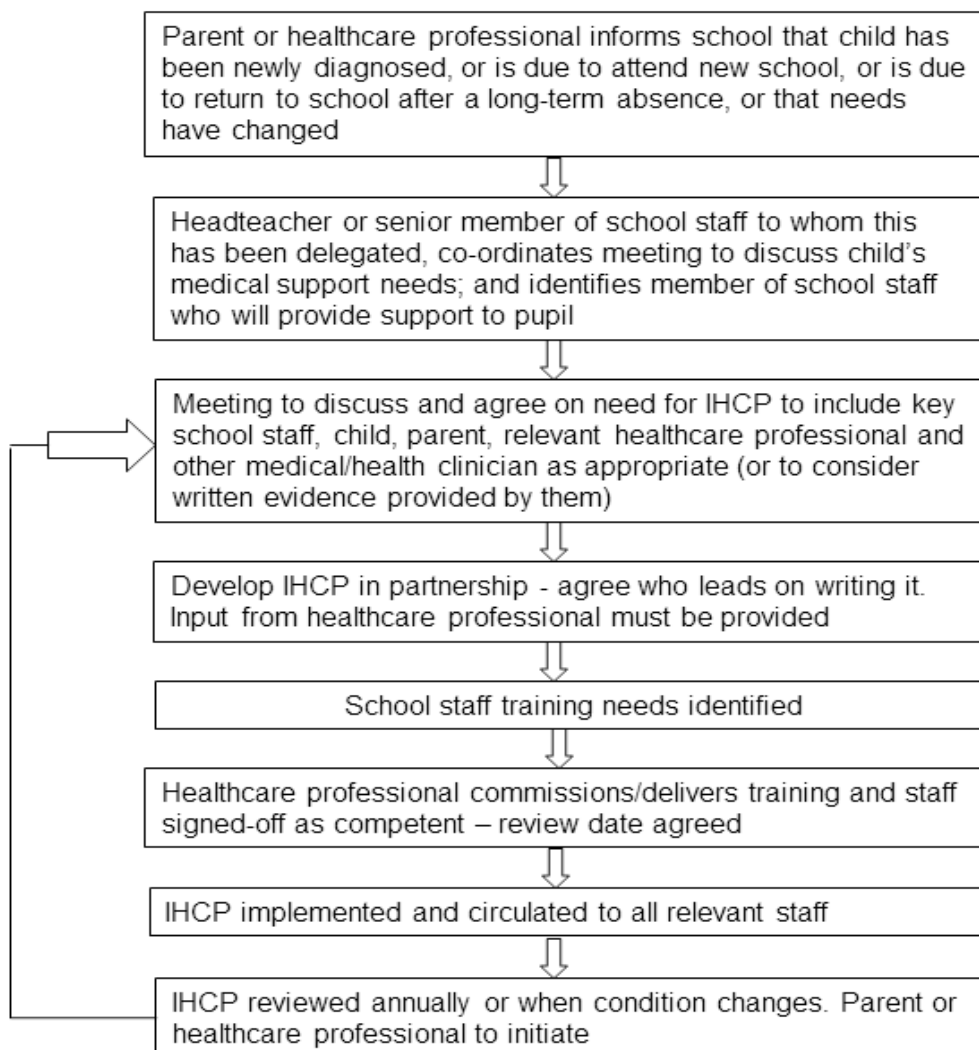 Parent or healthcare professional informs school that child has
been newly diagnosed, or is due to attend new school, or is due
to return to school after a long-term absence, or that needs
have changed
Headteacher or senior member of school staff to whom this
has been delegated, co-ordinates meeting to discuss child's
medical support needs; and identifies member of school staff
who will provide support to pupil
Meeting to discuss and agree on need for IHCP to include key
school staff, child, parent, relevant healthcare professional and
other medical/health clinician as appropriate (or to consider
written evidence provided by them)
Develop IHCP in partnership - agree who leads on writing it.
Input from healthcare professional must be provided
School staff training needs identified
Healthcare professional commissions/delivers training and staff
signed-off as competent – review date agreed
IHCP implemented and circulated to all relevant staff
IHCP reviewed annually or when condition changes. Parent or
healthcare professional to initiate